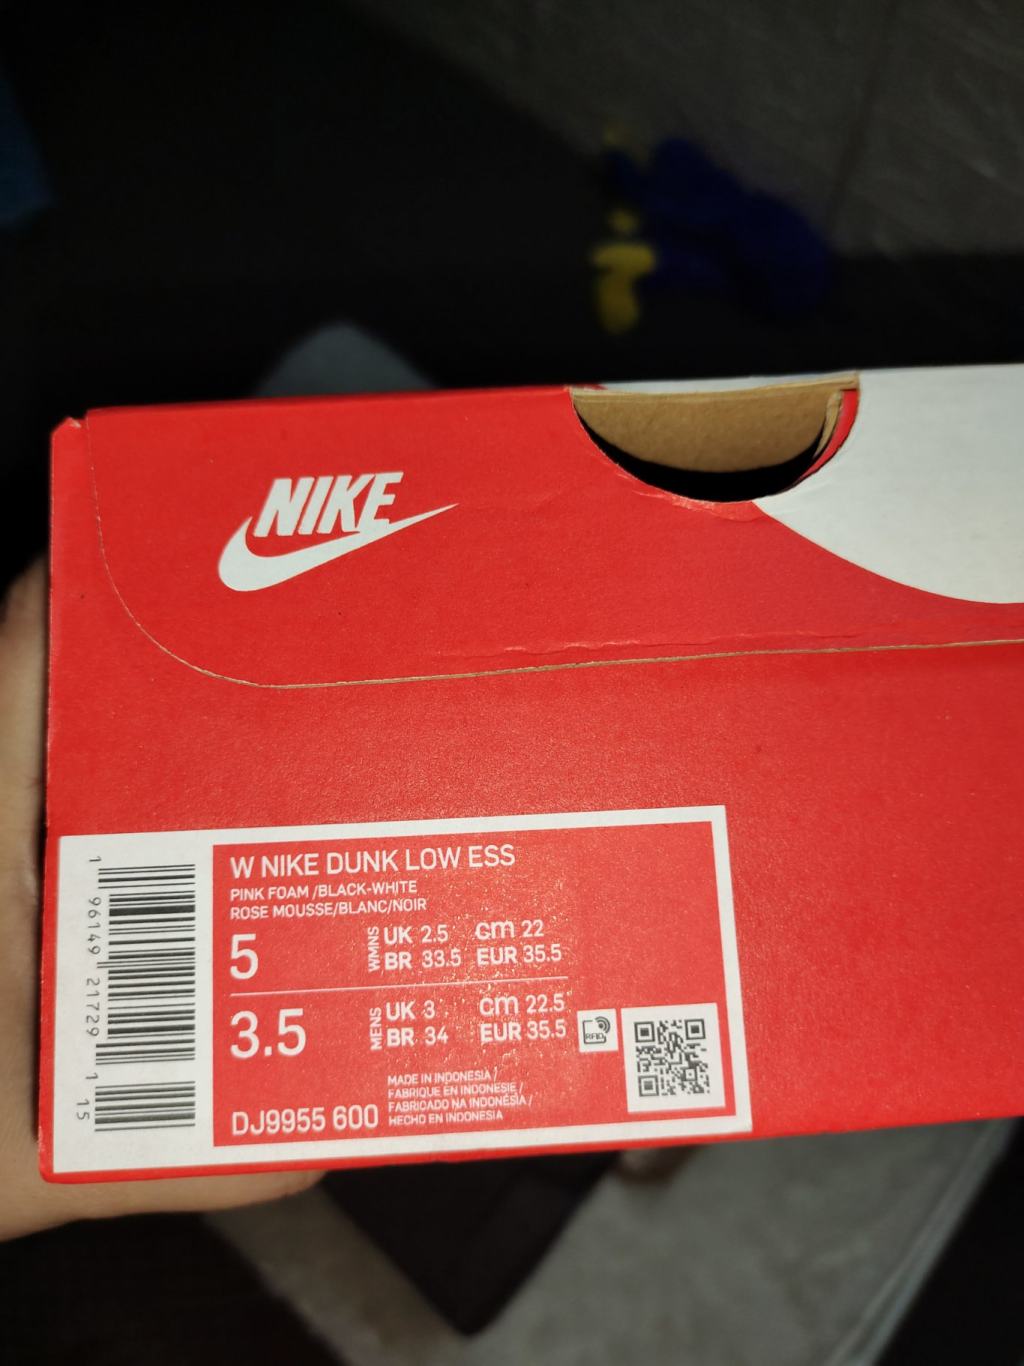 NIKE
W NIKE DUNK LOW ESS
PINK FOAM /BLACK-WHITE
ROSE MOUSSE/BLANC/NOIR
5
WMNS
UK 2.5 cm 22
BR 33.5 EUR 35.5
3.5
MENS
UK 3 cm 22.5
BR 34 EUR 35.5
RFID
MADE IN INDONESIA /
FABRIQUE EN INDONESIE /
FABRICADO NA INDONÉSIA /
HECHO EN INDONESIA
DJ9955 600
1 96149 21729 1 15